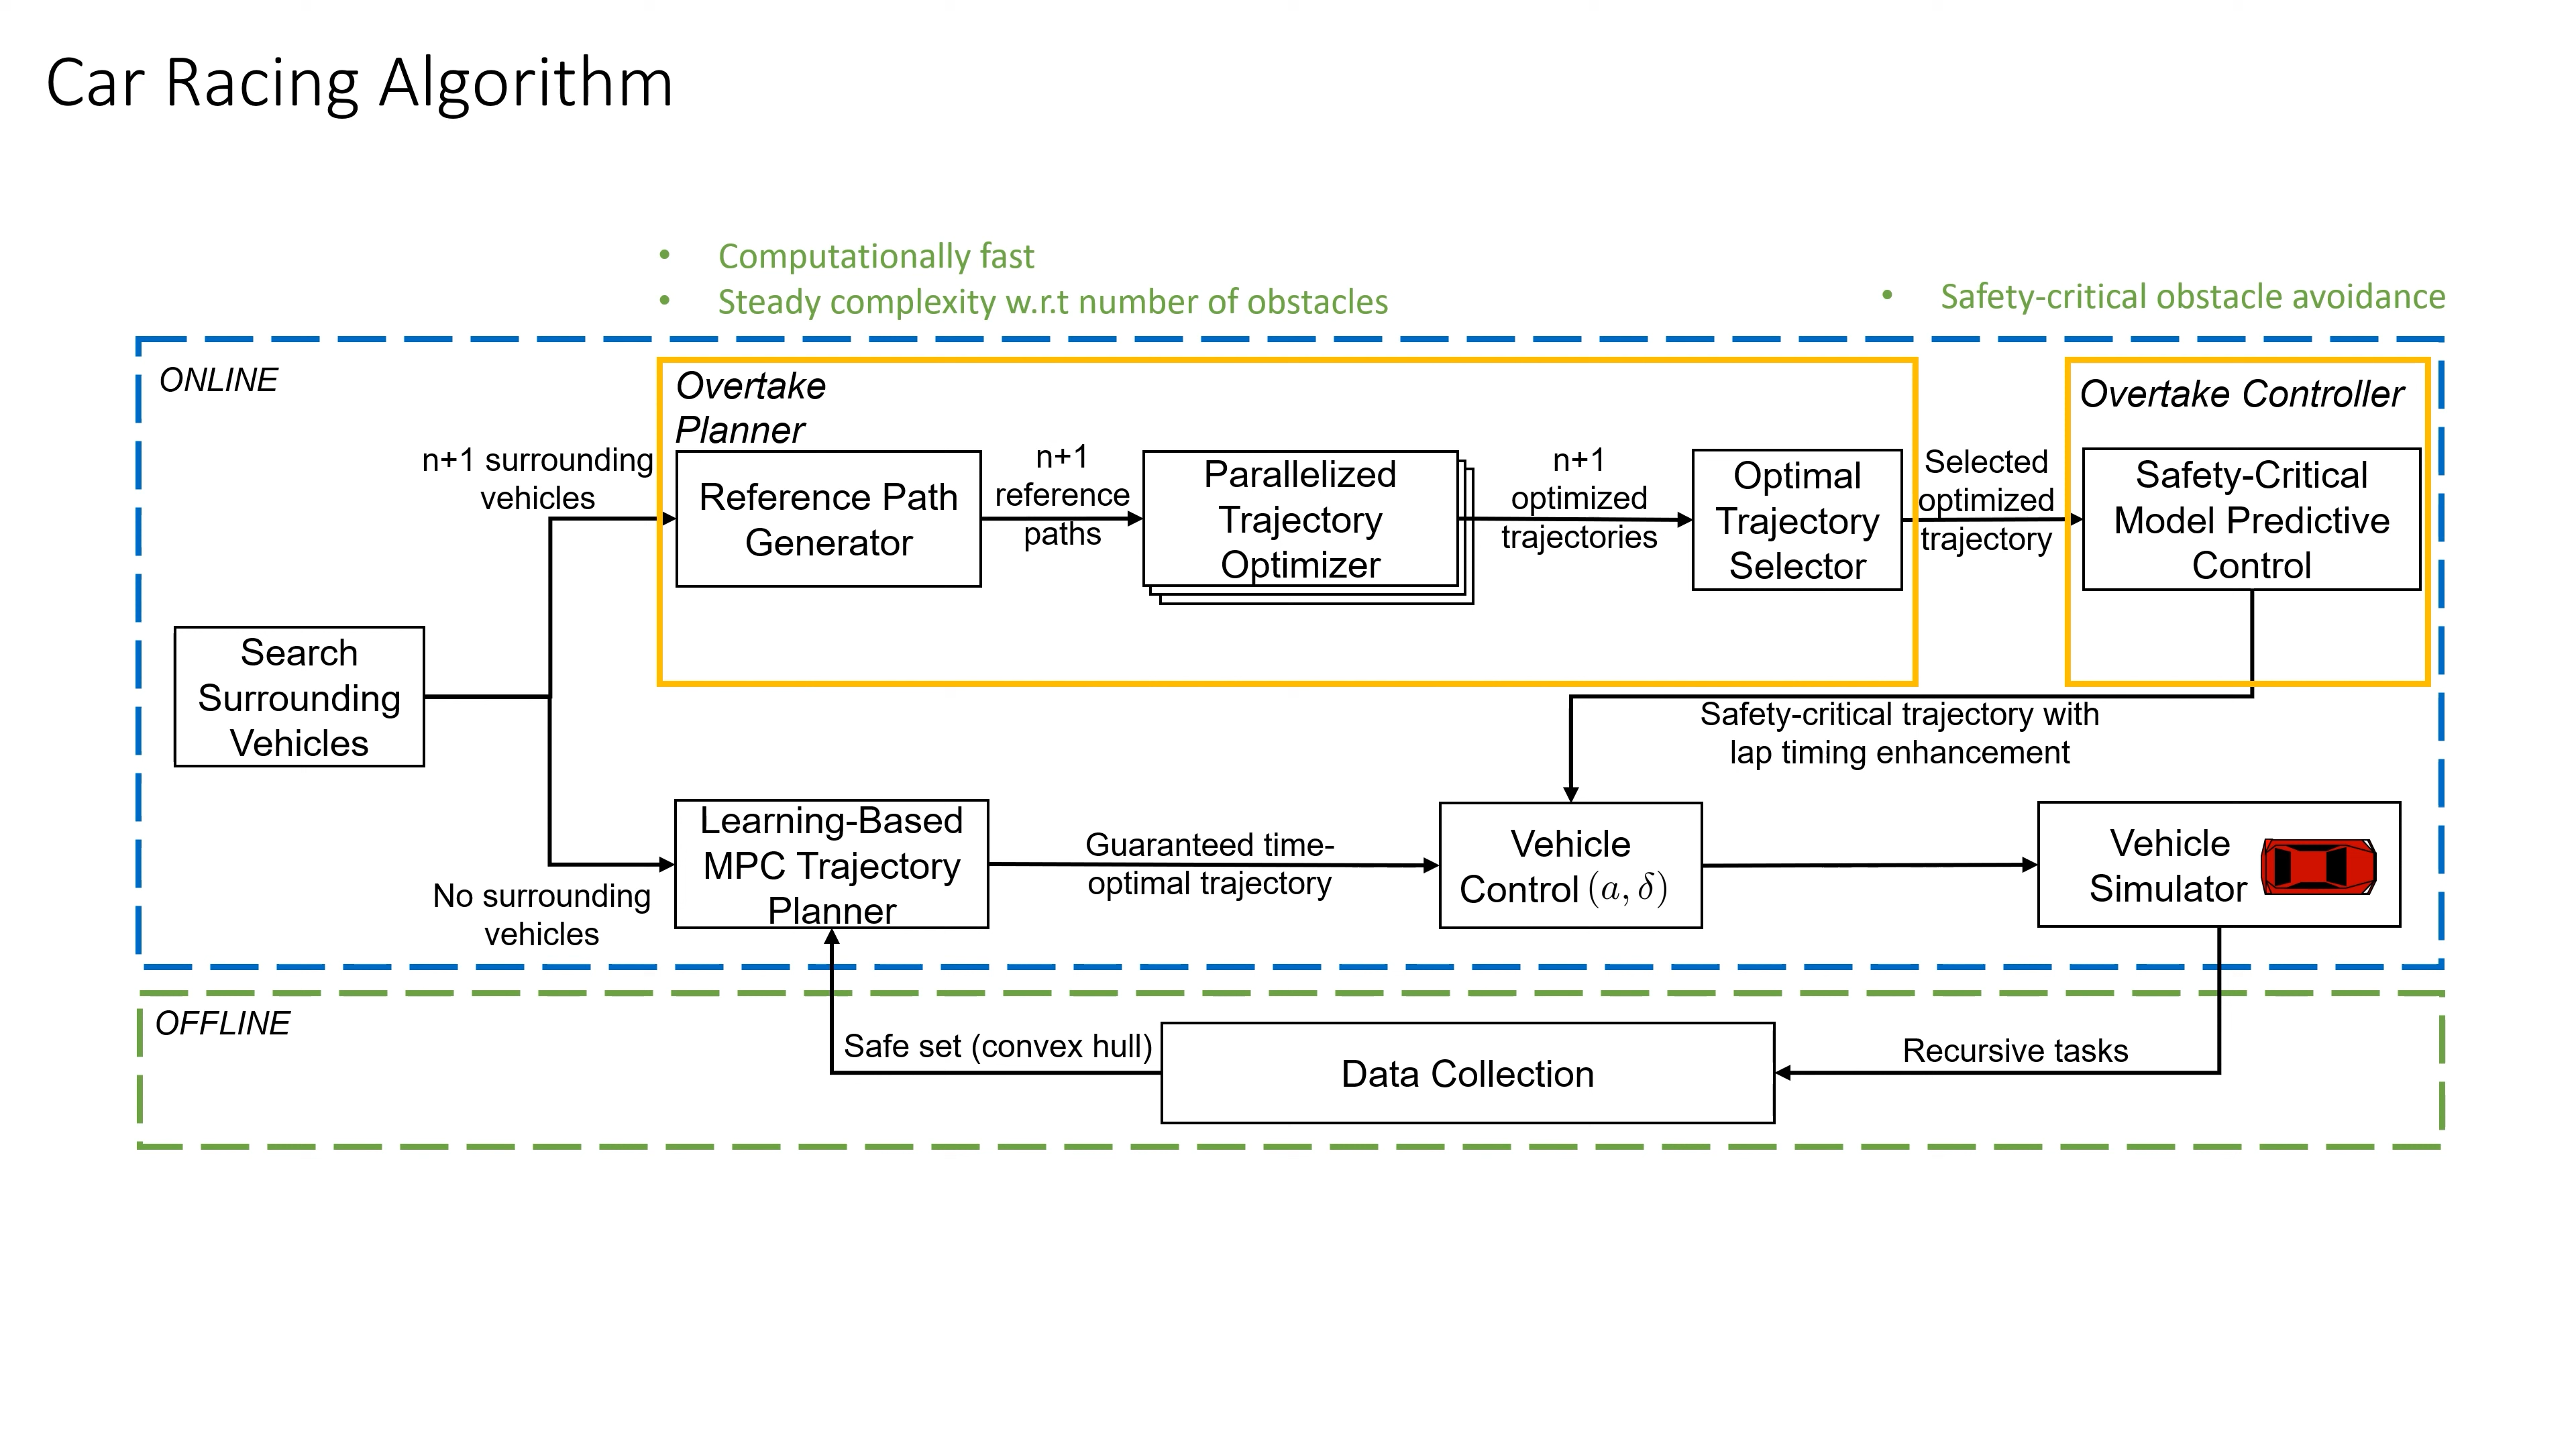 Car Racing Algorithm
• Computationally fast
• Steady complexity w.r.t number of obstacles
• Safety-critical obstacle avoidance
ONLINE
Overtake
Planner
Overtake Controller
n+1 surrounding
vehicles
Reference Path
Generator
n+1
reference
paths
Parallelized
Trajectory
Optimizer
n+1
optimized
trajectories
Optimal
Trajectory
Selector
Selected
optimized
trajectory
Safety-Critical
Model Predictive
Control
Search
Surrounding
Vehicles
Safety-critical trajectory with
lap timing enhancement
No surrounding
vehicles
Learning-Based
MPC Trajectory
Planner
Guaranteed time-
optimal trajectory
Vehicle
Control (a, δ)
Vehicle
Simulator
OFFLINE
Safe set (convex hull)
Data Collection
Recursive tasks